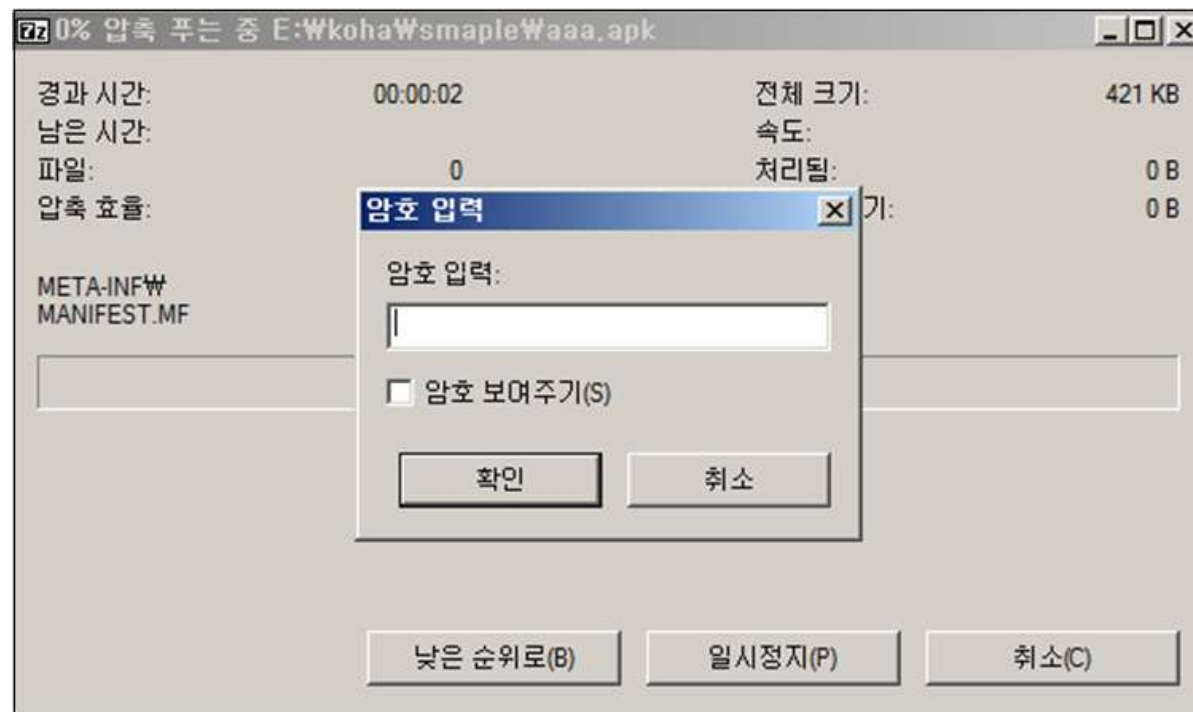 7z 0% 압축 푸는 중 E:₩koha₩smaple₩aaa.apk
경과 시간: 00:00:02 전체 크기: 421 KB
남은 시간: 속도:
파일: 0 처리됨: 0 B
압축 효율: 기: 0 B
META-INF₩
MANIFEST.MF
암호 입력
암호 입력:
암호 보여주기(S)
확인 취소
낮은 순위로(B) 일시정지(P) 취소(C)